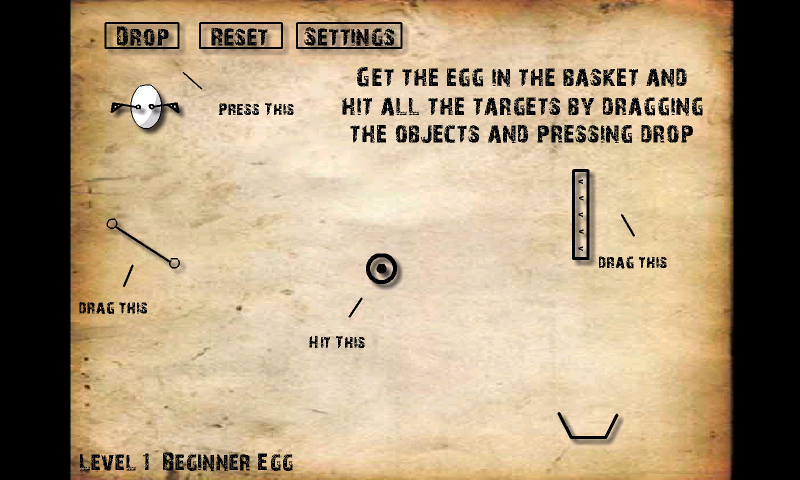 DROP RESET SETTINGS
GET THE EGG IN THE BASKET AND
HIT ALL THE TARGETS BY DRAGGING
THE OBJECTS AND PRESSING DROP
PRESS THIS
DRAG THIS
DRAG THIS
HIT THIS
LEVEL 1 BEGINNER EGG